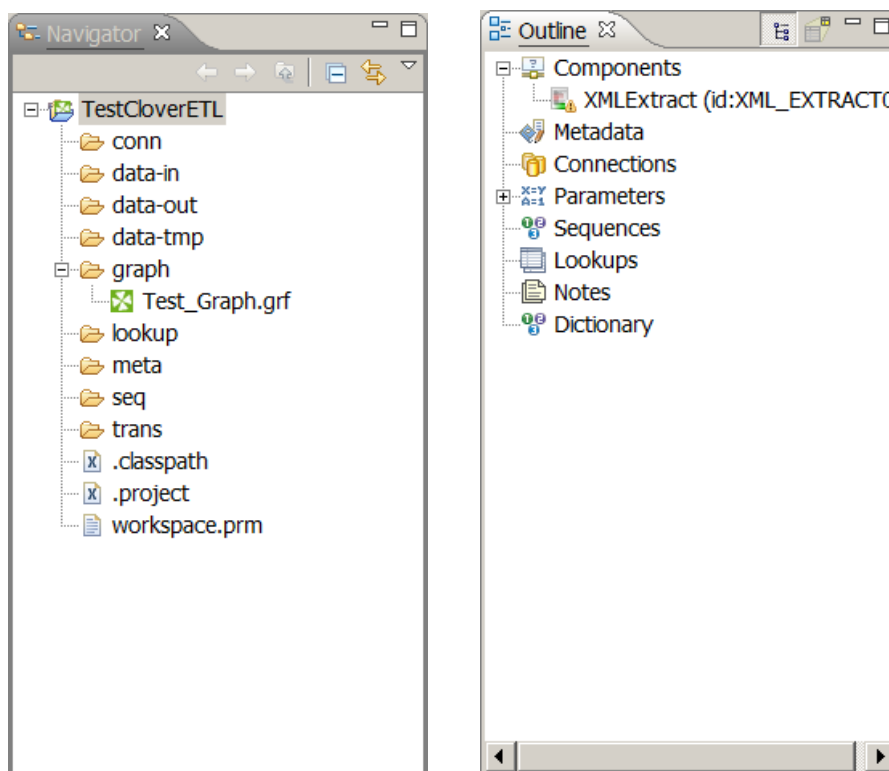 Navigator
TestCloverETL
conn
data-in
data-out
data-tmp
graph
Test_Graph.grf
lookup
meta
seq
trans
.classpath
.project
workspace.prm
Outline
Components
XMLExtract (id:XML_EXTRACT0
Metadata
Connections
Parameters
Sequences
Lookups
Notes
Dictionary